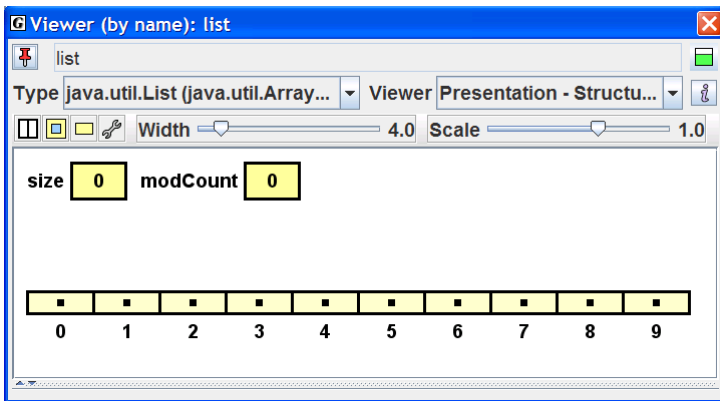 G Viewer (by name): list
list
Type java.util.List (java.util.Array... Viewer Presentation - Structu... i
Width 4.0 Scale 1.0
size 0 modCount 0
0 1 2 3 4 5 6 7 8 9